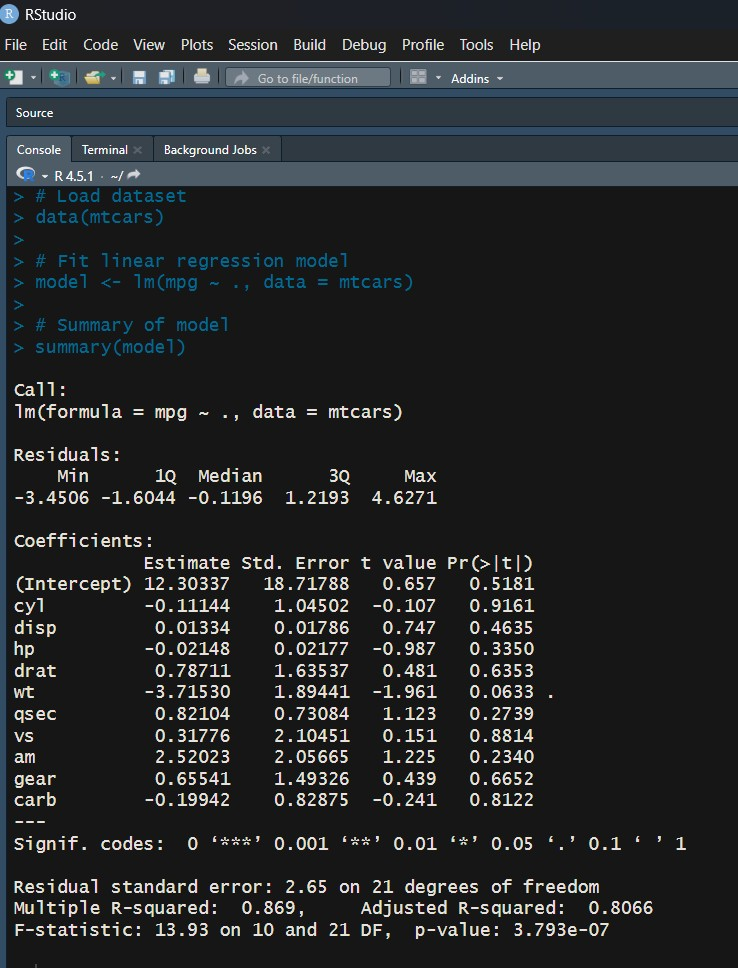 R RStudio
File Edit Code View Plots Session Build Debug Profile Tools Help
Go to file/function Addins
Source
Console Terminal Background Jobs
R 4.5.1 · ~/
> # Load dataset
> data(mtcars)
>
> # Fit linear regression model
> model <- lm(mpg ~ ., data = mtcars)
>
> # Summary of model
> summary(model)

Call:
lm(formula = mpg ~ ., data = mtcars)

Residuals:
    Min      1Q  Median      3Q     Max
-3.4506 -1.6044 -0.1196  1.2193  4.6271

Coefficients:
            Estimate Std. Error t value Pr(>|t|)
(Intercept) 12.30337   18.71788   0.657   0.5181
cyl         -0.11144    1.04502  -0.107   0.9161
disp         0.01334    0.01786   0.747   0.4635
hp          -0.02148    0.02177  -0.987   0.3350
drat         0.78711    1.63537   0.481   0.6353
wt          -3.71530    1.89441  -1.961   0.0633 .
qsec         0.82104    0.73084   1.123   0.2739
vs           0.31776    2.10451   0.151   0.8814
am           2.52023    2.05665   1.225   0.2340
gear         0.65541    1.49326   0.439   0.6652
carb        -0.19942    0.82875  -0.241   0.8122
---
Signif. codes:  0 ‘***’ 0.001 ‘**’ 0.01 ‘*’ 0.05 ‘.’ 0.1 ‘ ’ 1

Residual standard error: 2.65 on 21 degrees of freedom
Multiple R-squared:  0.869,     Adjusted R-squared:  0.8066
F-statistic: 13.93 on 10 and 21 DF,  p-value: 3.793e-07